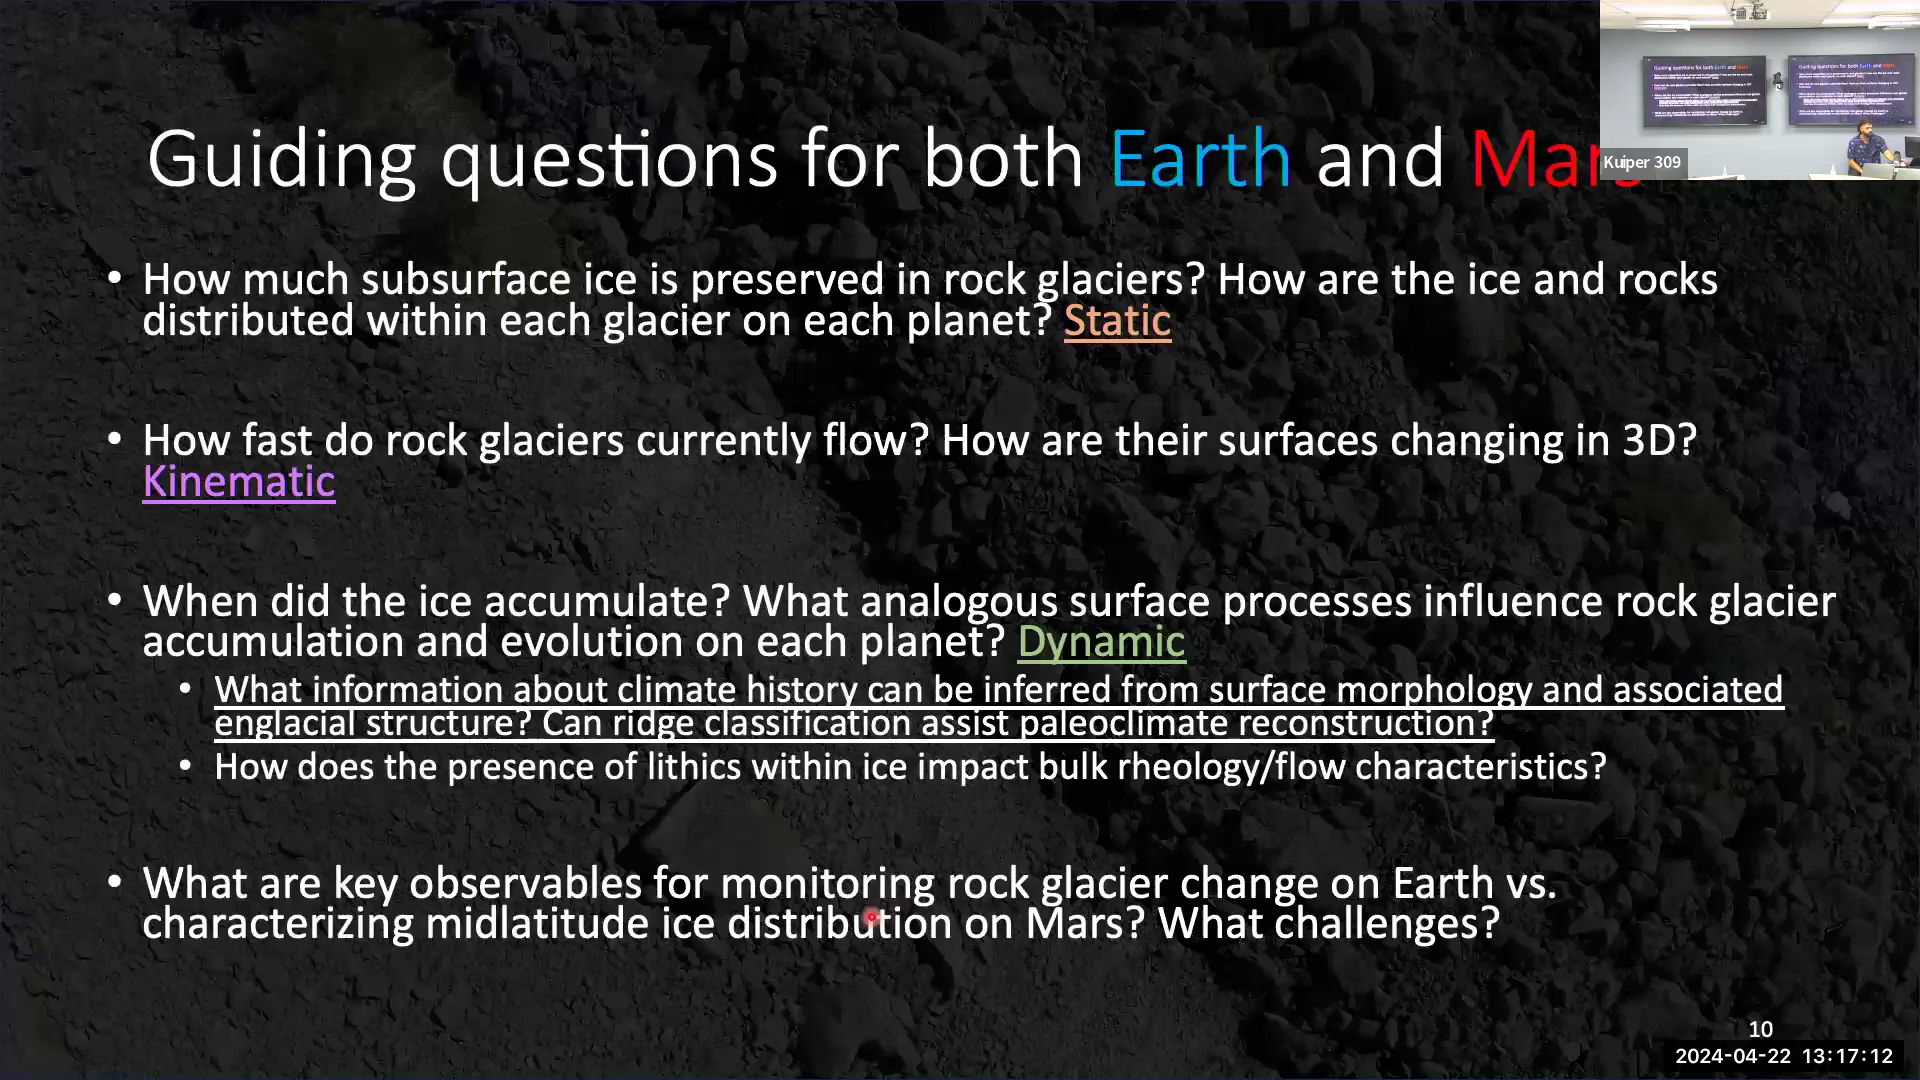 Guiding questions for both Earth and Mars
Kuiper 309
• How much subsurface ice is preserved in rock glaciers? How are the ice and rocks
distributed within each glacier on each planet? Static
• How fast do rock glaciers currently flow? How are their surfaces changing in 3D?
Kinematic
• When did the ice accumulate? What analogous surface processes influence rock glacier
accumulation and evolution on each planet? Dynamic
• What information about climate history can be inferred from surface morphology and associated
englacial structure? Can ridge classification assist paleoclimate reconstruction?
• How does the presence of lithics within ice impact bulk rheology/flow characteristics?
• What are key observables for monitoring rock glacier change on Earth vs.
characterizing midlatitude ice distribution on Mars? What challenges?
10
2024-04-22 13:17:12